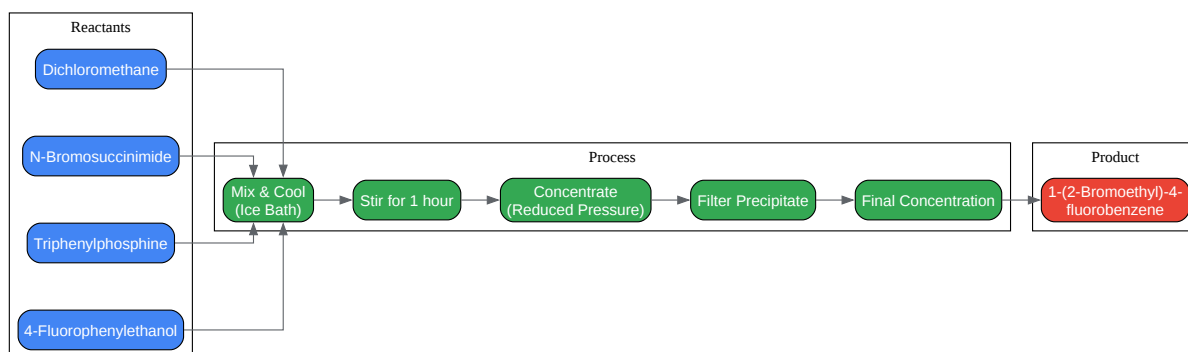 Reactants
Dichloromethane
N-Bromosuccinimide
Triphenylphosphine
4-Fluorophenylethanol
Process
Mix & Cool
(Ice Bath)
Stir for 1 hour
Concentrate
(Reduced Pressure)
Filter Precipitate
Final Concentration
Product
1-(2-Bromoethyl)-4-
fluorobenzene